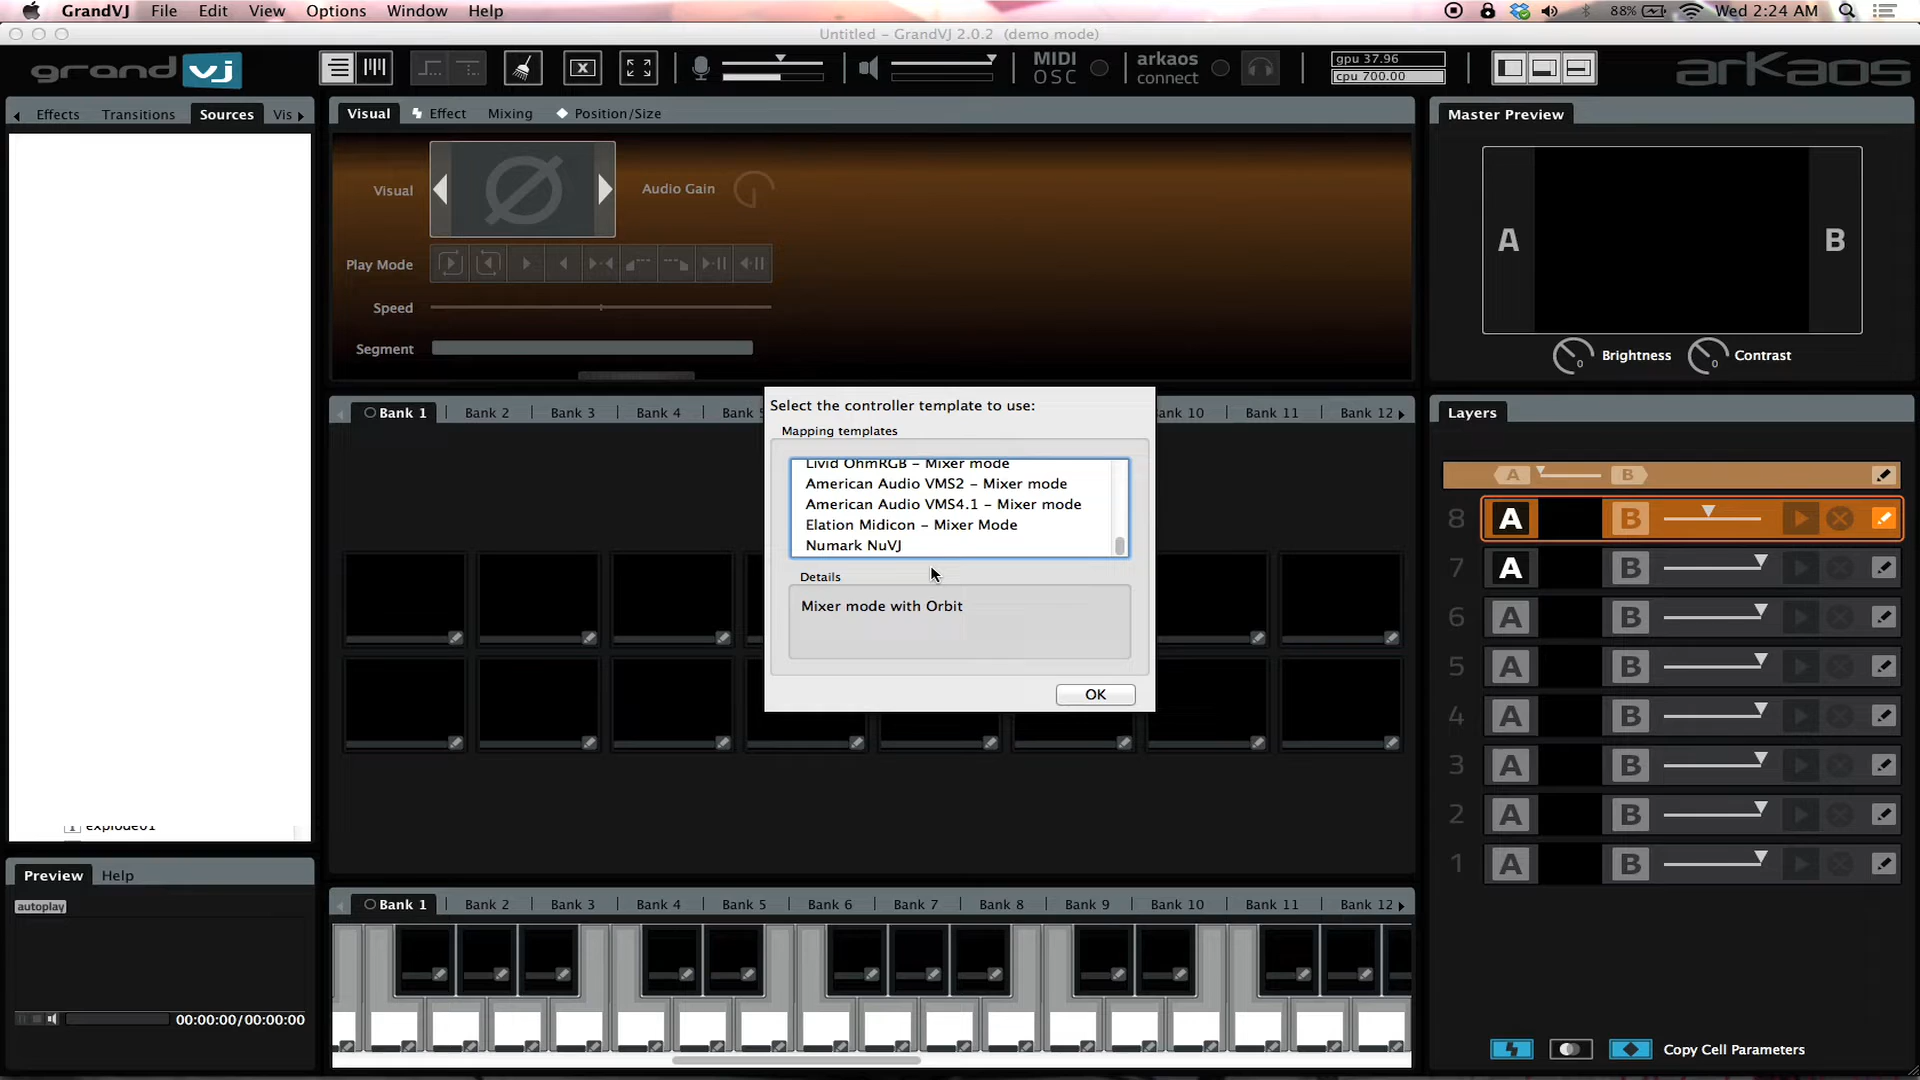 GrandVJ File Edit View Options Window Help 88% Wed 2:24 AM
Untitled – GrandVJ 2.0.2 (demo mode)
grand vj
MIDI OSC
arkaos connect
gpu 37.96
cpu 700.00
arKaos
Effects Transitions Sources Vis
Visual Effect Mixing Position/Size
Visual
Audio Gain
Play Mode
Speed
Segment
Master Preview
A B
Brightness Contrast
Select the controller template to use:
Mapping templates
Livid OhmRGB – Mixer mode
American Audio VMS2 – Mixer mode
American Audio VMS4.1 – Mixer mode
Elation Midicon – Mixer Mode
Numark NuVJ
Details
Mixer mode with Orbit
OK
Bank 1 Bank 2 Bank 3 Bank 4 Bank 10 Bank 11 Bank 12
Layers
A B
8 A B
7 A B
6 A B
5 A B
4 A B
3 A B
2 A B
1 A B
explode01
Preview Help
autoplay
00:00:00/00:00:00
Bank 1 Bank 2 Bank 3 Bank 4 Bank 5 Bank 6 Bank 7 Bank 8 Bank 9 Bank 10 Bank 11 Bank 12
Copy Cell Parameters